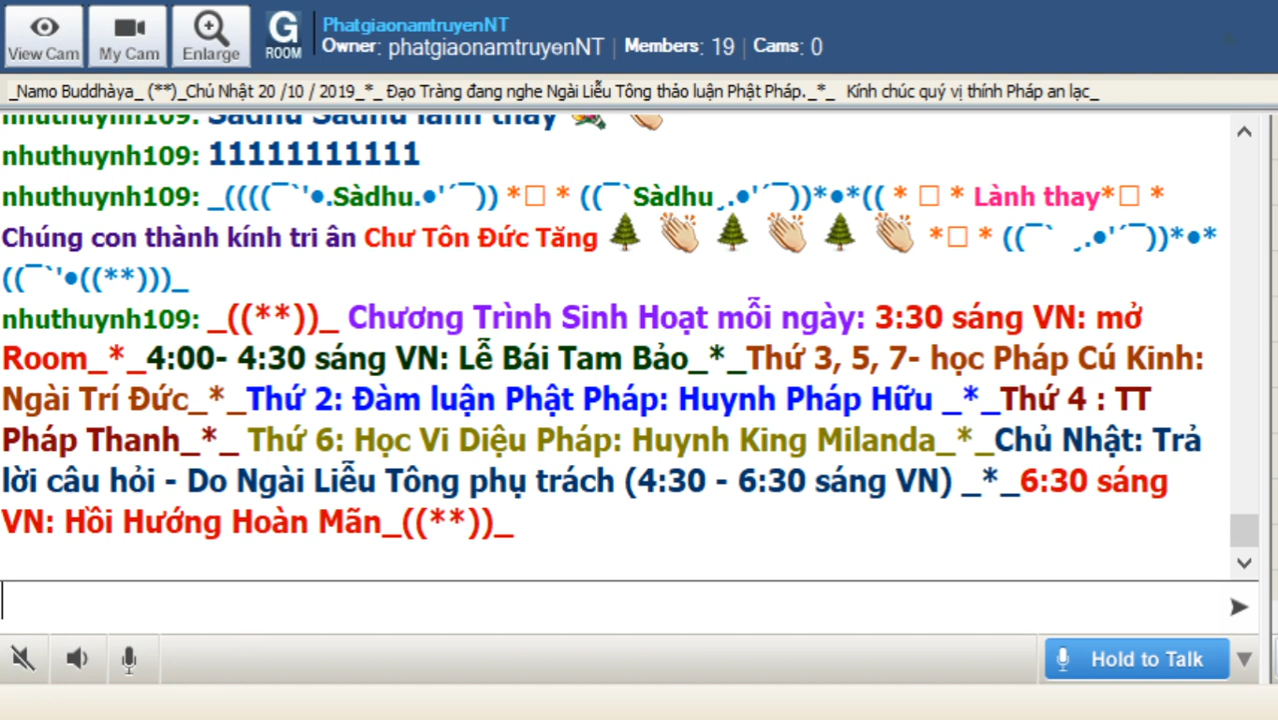 PhatgiaonamtruyenNT
Owner: phatgiaonamtruyenNT | Members: 19 | Cams: 0
View Cam
My Cam
Enlarge
G
ROOM
_Namo Buddhàya_ (**)_Chủ Nhật 20 /10 / 2019_*_ Đạo Tràng đang nghe Ngài Liễu Tông thảo luận Phật Pháp._*_ Kính chúc quý vị thính Pháp an lạc_
nhuthuynh109: Sàdhu Sàdhu lành thay
nhuthuynh109: 11111111111
nhuthuynh109: _((((¯`'•.Sàdhu.•'´¯)) *□ * ((¯`Sàdhu¸.•'´¯))*•*(( * □ * Lành thay*□ *
Chúng con thành kính tri ân Chư Tôn Đức Tăng 🌲 👏 🌲 👏 🌲 👏 *□ * ((¯` ¸.•'´¯))*•*
((¯`'•((**)))_
nhuthuynh109: _((**))_ Chương Trình Sinh Hoạt mỗi ngày: 3:30 sáng VN: mở
Room_*_4:00- 4:30 sáng VN: Lễ Bái Tam Bảo_*_Thứ 3, 5, 7- học Pháp Cú Kinh:
Ngài Trí Đức_*_Thứ 2: Đàm luận Phật Pháp: Huynh Pháp Hữu _*_Thứ 4 : TT
Pháp Thanh_*_ Thứ 6: Học Vi Diệu Pháp: Huynh King Milanda_*_Chủ Nhật: Trả
lời câu hỏi - Do Ngài Liễu Tông phụ trách (4:30 - 6:30 sáng VN) _*_6:30 sáng
VN: Hồi Hướng Hoàn Mãn_((**))_
Hold to Talk